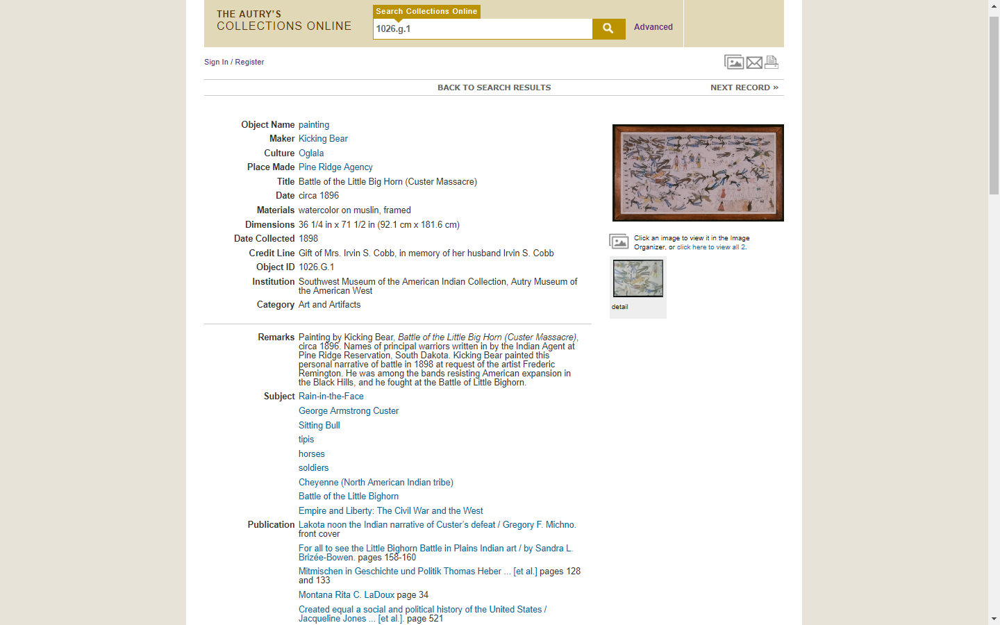 THE AUTRY'S
COLLECTIONS ONLINE
Search Collections Online
1026.g.1
Advanced
Sign In / Register
BACK TO SEARCH RESULTS
NEXT RECORD »
Object Name painting
Maker Kicking Bear
Culture Oglala
Place Made Pine Ridge Agency
Title Battle of the Little Big Horn (Custer Massacre)
Date circa 1896
Materials watercolor on muslin, framed
Dimensions 36 1/4 in x 71 1/2 in (92.1 cm x 181.6 cm)
Date Collected 1898
Credit Line Gift of Mrs. Irvin S. Cobb, in memory of her husband Irvin S. Cobb
Object ID 1026.G.1
Institution Southwest Museum of the American Indian Collection, Autry Museum of
the American West
Category Art and Artifacts
Click an image to view it in the Image
Organizer, or click here to view all 2.
detail
Remarks Painting by Kicking Bear, Battle of the Little Big Horn (Custer Massacre),
circa 1896. Names of principal warriors written in by the Indian Agent at
Pine Ridge Reservation, South Dakota. Kicking Bear painted this
personal narrative of battle in 1898 at request of the artist Frederic
Remington. He was among the bands resisting American expansion in
the Black Hills, and he fought at the Battle of Little Bighorn.
Subject Rain-in-the-Face
George Armstrong Custer
Sitting Bull
tipis
horses
soldiers
Cheyenne (North American Indian tribe)
Battle of the Little Bighorn
Empire and Liberty: The Civil War and the West
Publication Lakota noon the Indian narrative of Custer's defeat / Gregory F. Michno.
front cover
For all to see the Little Bighorn Battle in Plains Indian art / by Sandra L.
Brizée-Bowen. pages 158-160
Mitmischen in Geschichte und Politik Thomas Heber ... [et al.] pages 128
and 133
Montana Rita C. LaDoux page 34
Created equal a social and political history of the United States /
Jacqueline Jones ... [et al.]. page 521